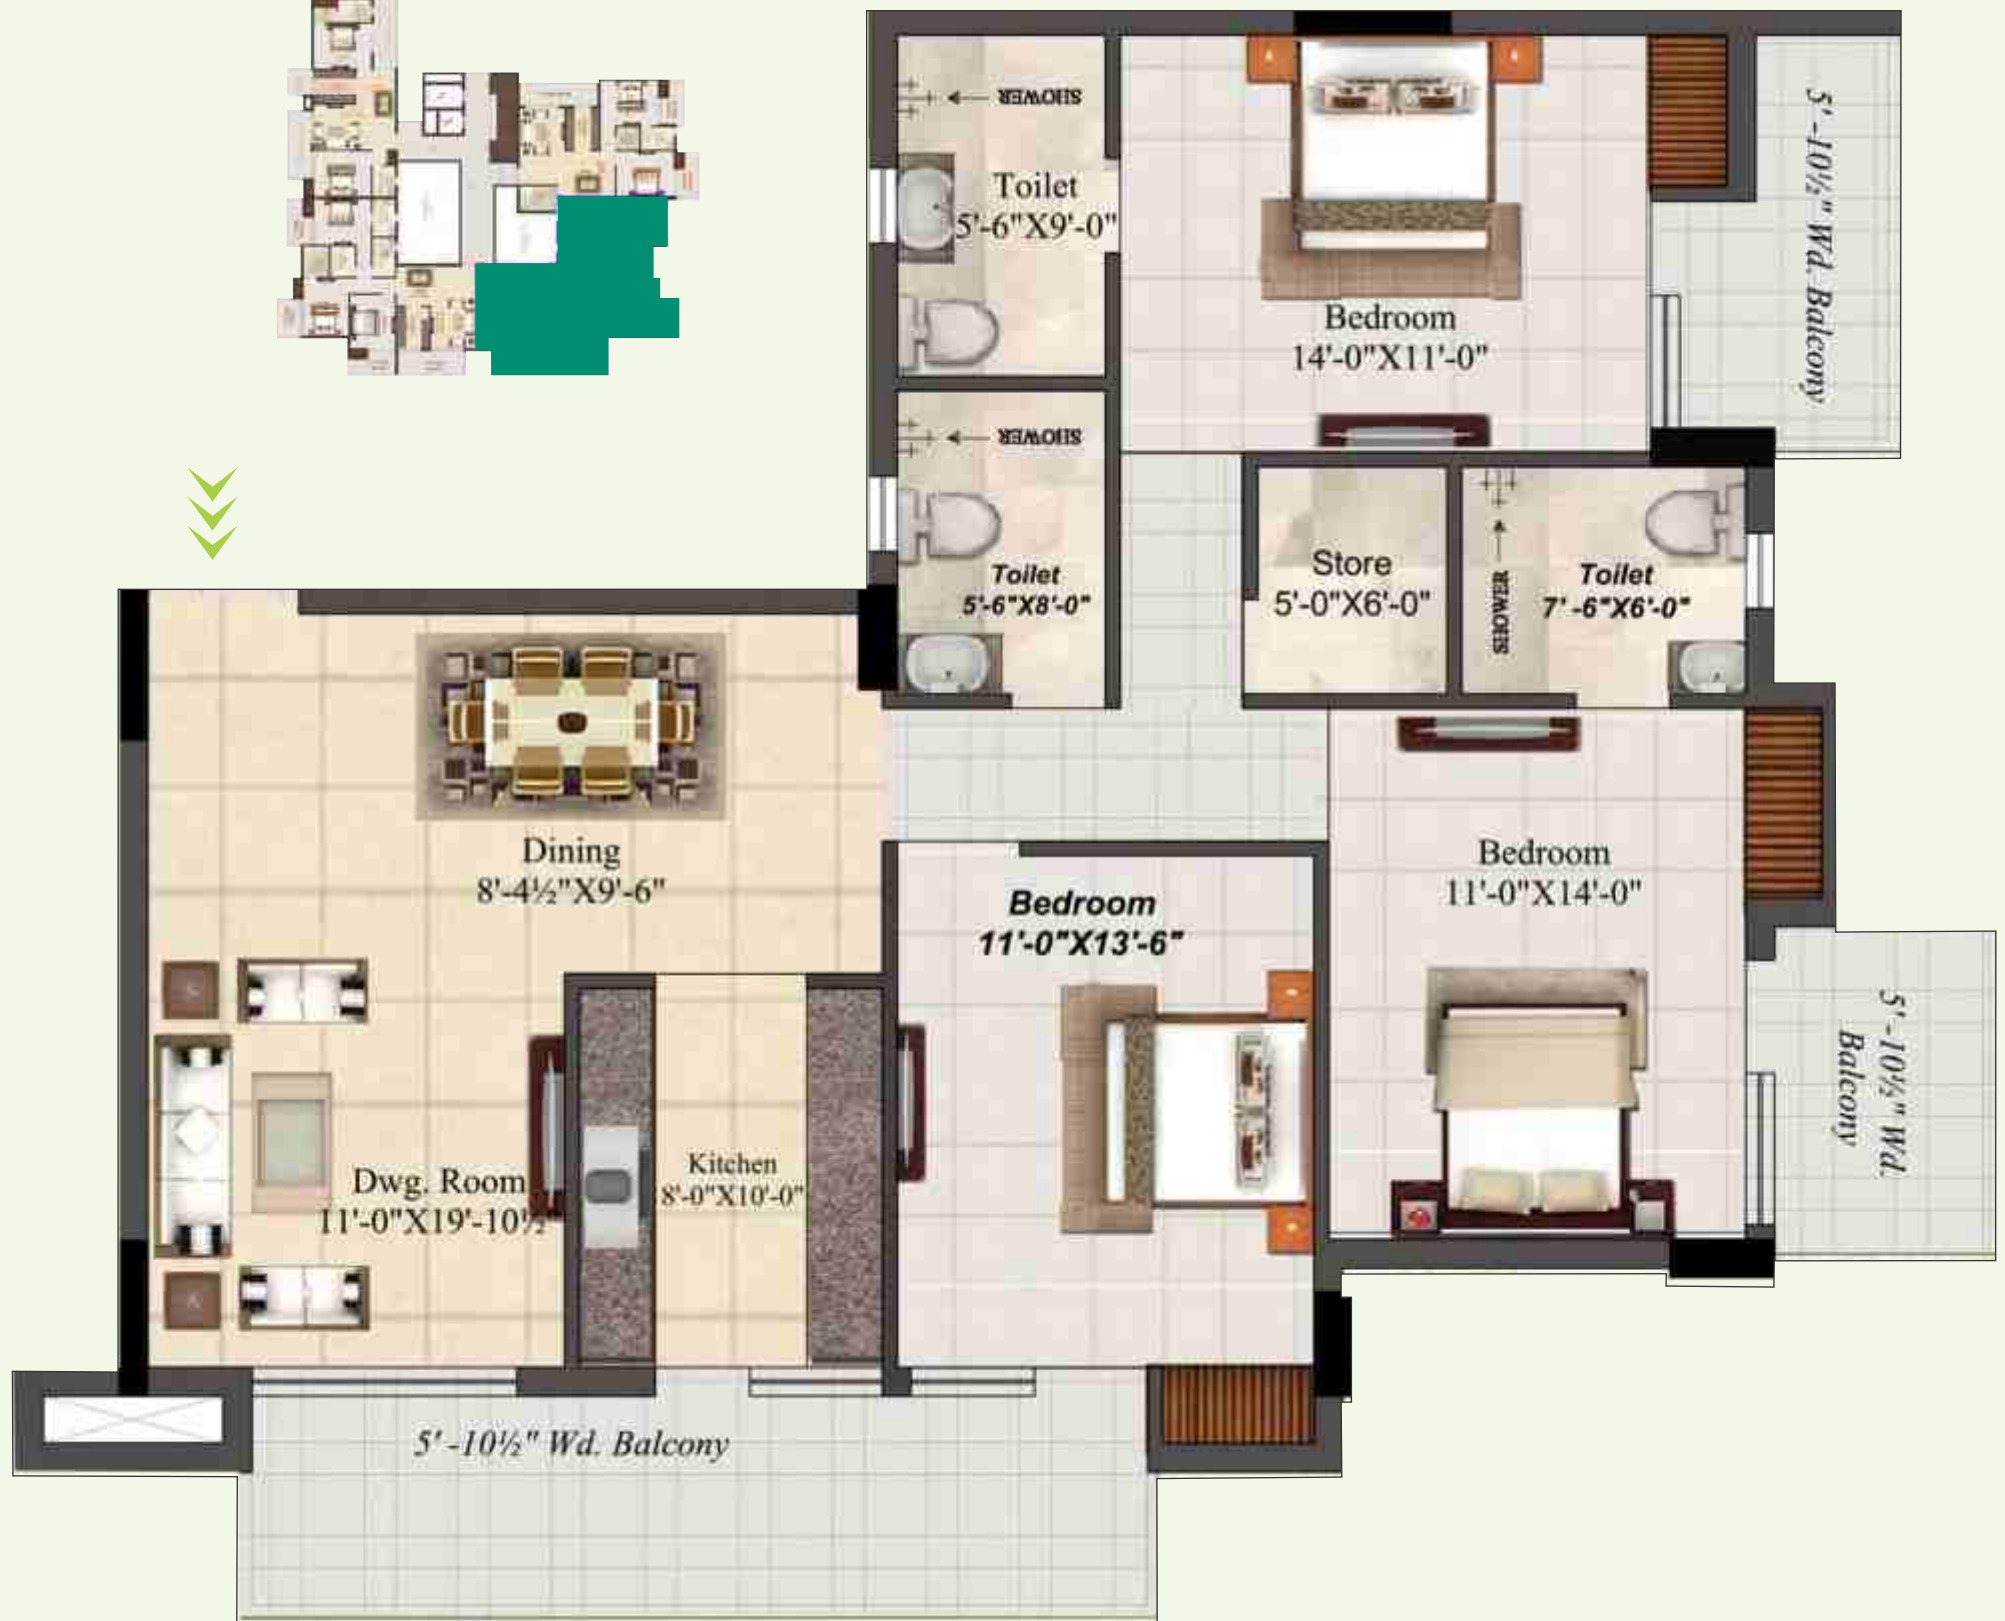 SHOWER
Toilet
5'-6"X9'-0"
Bedroom
14'-0"X11'-0"
5'-10½" Wd. Balcony
SHOWER
Toilet
5'-6"X8'-0"
Store
5'-0"X6'-0"
SHOWER
Toilet
7'-6"X6'-0"
Dining
8'-4½"X9'-6"
Bedroom
11'-0"X13'-6"
Bedroom
11'-0"X14'-0"
5'-10½" Wd.
Balcony
Dwg. Room
11'-0"X19'-10½"
Kitchen
8'-0"X10'-0"
5'-10½" Wd. Balcony